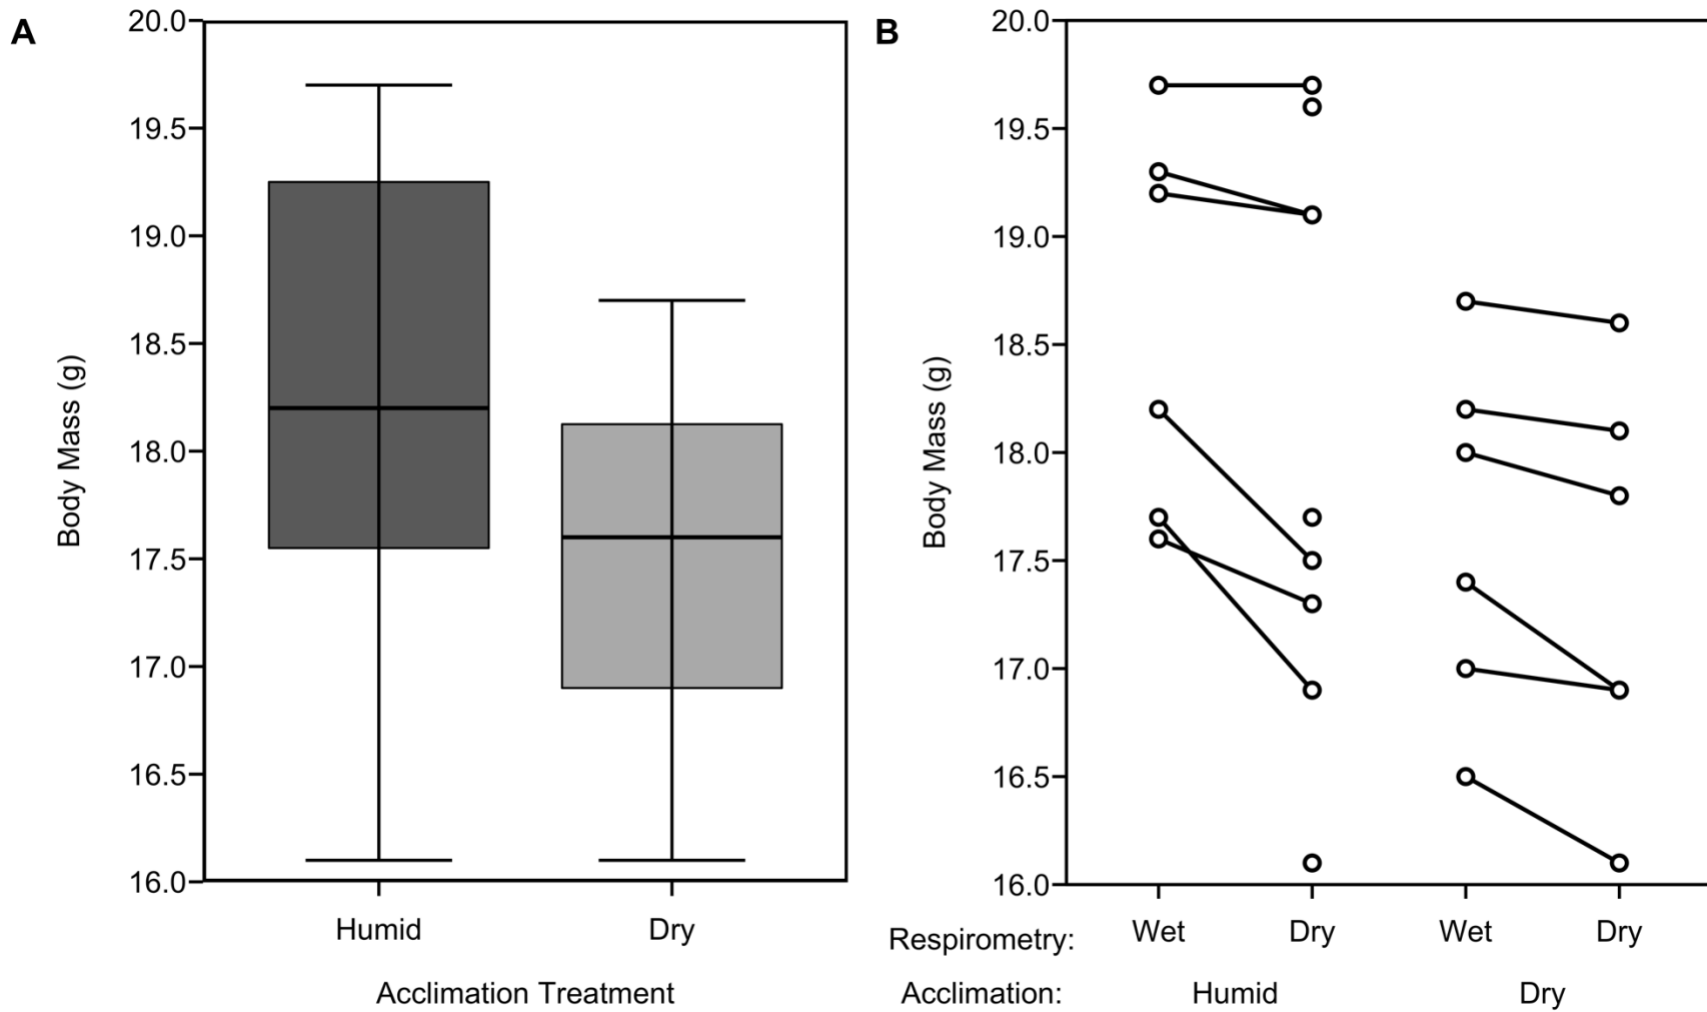 A
Body Mass (g)
20.0
19.5
19.0
18.5
18.0
17.5
17.0
16.5
16.0
Humid Dry
Acclimation Treatment
B
Body Mass (g)
20.0
19.5
19.0
18.5
18.0
17.5
17.0
16.5
16.0
Respirometry: Wet Dry Wet Dry
Acclimation: Humid Dry